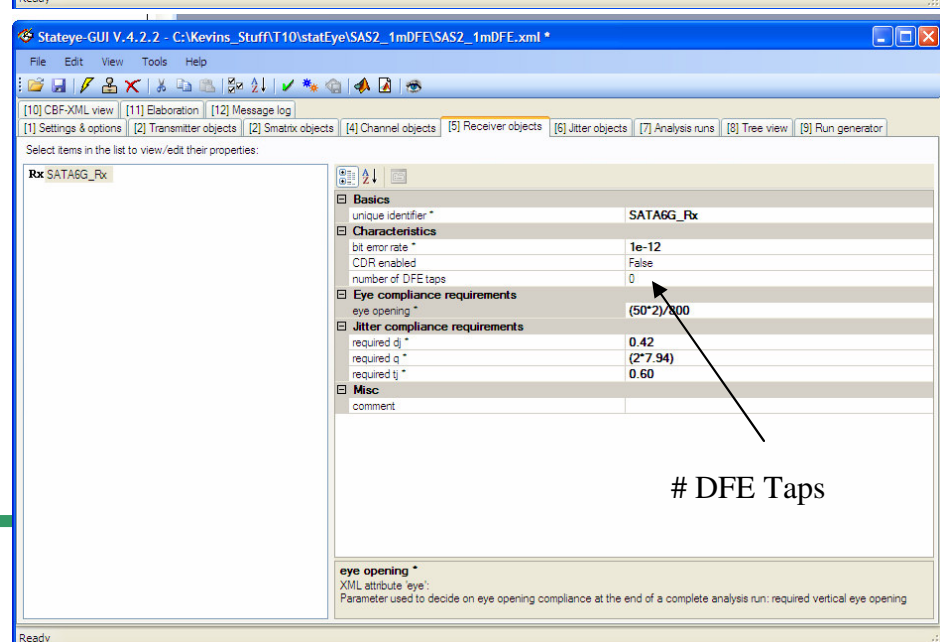 Ready
Stateye-GUI V.4.2.2 - C:\Kevins_Stuff\T10\statEye\SAS2_1mDFE\SAS2_1mDFE.xml *
File Edit View Tools Help
[10] CBF-XML view [11] Elaboration [12] Message log
[1] Settings & options [2] Transmitter objects [2] Smatrix objects [4] Channel objects [5] Receiver objects [6] Jitter objects [7] Analysis runs [8] Tree view [9] Run generator
Select items in the list to view/edit their properties:
Rx SATA6G_Rx
Basics
unique identifier * SATA6G_Rx
Characteristics
bit error rate * 1e-12
CDR enabled False
number of DFE taps 0
Eye compliance requirements
eye opening * (50*2)/800
Jitter compliance requirements
required dj * 0.42
required q * (2*7.94)
required tj * 0.60
Misc
comment
# DFE Taps
eye opening *
XML attribute 'eye':
Parameter used to decide on eye opening compliance at the end of a complete analysis run: required vertical eye opening
Ready